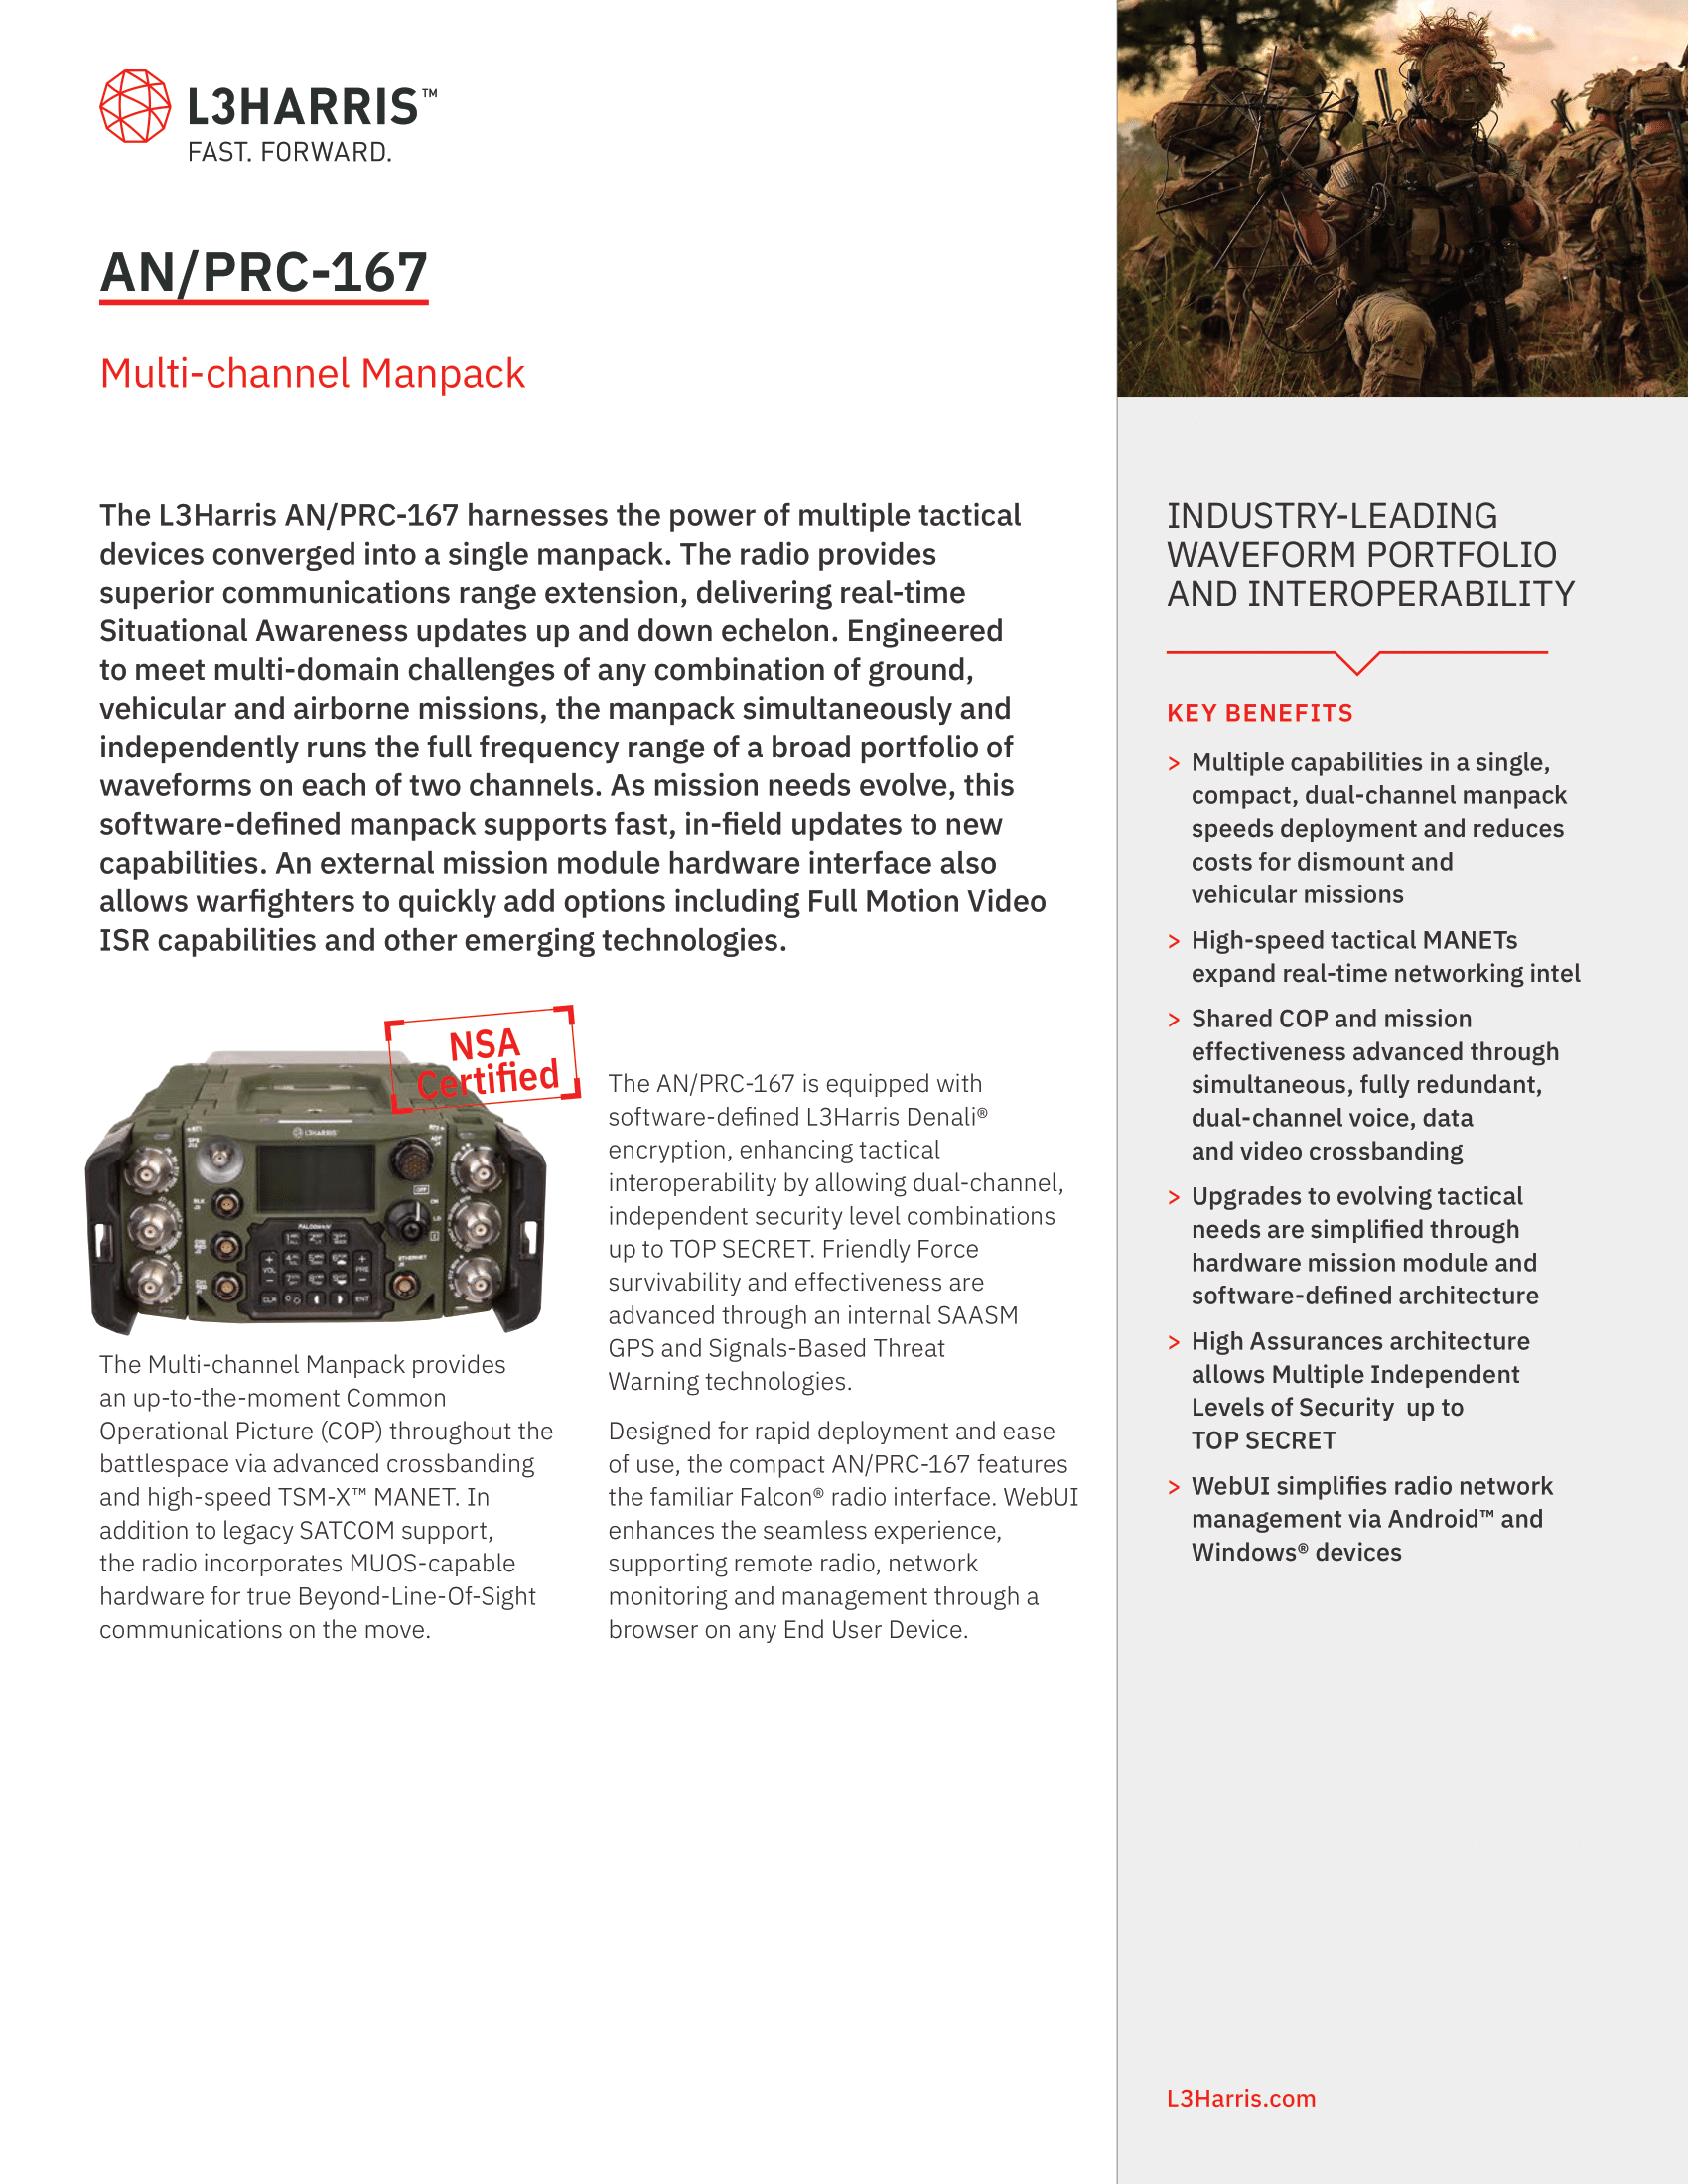 L3HARRIS™
FAST. FORWARD.
AN/PRC-167
Multi-channel Manpack
The L3Harris AN/PRC-167 harnesses the power of multiple tactical
devices converged into a single manpack. The radio provides
superior communications range extension, delivering real-time
Situational Awareness updates up and down echelon. Engineered
to meet multi-domain challenges of any combination of ground,
vehicular and airborne missions, the manpack simultaneously and
independently runs the full frequency range of a broad portfolio of
waveforms on each of two channels. As mission needs evolve, this
software-defined manpack supports fast, in-field updates to new
capabilities. An external mission module hardware interface also
allows warfighters to quickly add options including Full Motion Video
ISR capabilities and other emerging technologies.
NSA
Certified
L3HARRIS
The Multi-channel Manpack provides
an up-to-the-moment Common
Operational Picture (COP) throughout the
battlespace via advanced crossbanding
and high-speed TSM-X™ MANET. In
addition to legacy SATCOM support,
the radio incorporates MUOS-capable
hardware for true Beyond-Line-Of-Sight
communications on the move.
The AN/PRC-167 is equipped with
software-defined L3Harris Denali®
encryption, enhancing tactical
interoperability by allowing dual-channel,
independent security level combinations
up to TOP SECRET. Friendly Force
survivability and effectiveness are
advanced through an internal SAASM
GPS and Signals-Based Threat
Warning technologies.
Designed for rapid deployment and ease
of use, the compact AN/PRC-167 features
the familiar Falcon® radio interface. WebUI
enhances the seamless experience,
supporting remote radio, network
monitoring and management through a
browser on any End User Device.
INDUSTRY-LEADING
WAVEFORM PORTFOLIO
AND INTEROPERABILITY
KEY BENEFITS
> Multiple capabilities in a single,
compact, dual-channel manpack
speeds deployment and reduces
costs for dismount and
vehicular missions
> High-speed tactical MANETs
expand real-time networking intel
> Shared COP and mission
effectiveness advanced through
simultaneous, fully redundant,
dual-channel voice, data
and video crossbanding
> Upgrades to evolving tactical
needs are simplified through
hardware mission module and
software-defined architecture
> High Assurances architecture
allows Multiple Independent
Levels of Security up to
TOP SECRET
> WebUI simplifies radio network
management via Android™ and
Windows® devices
L3Harris.com